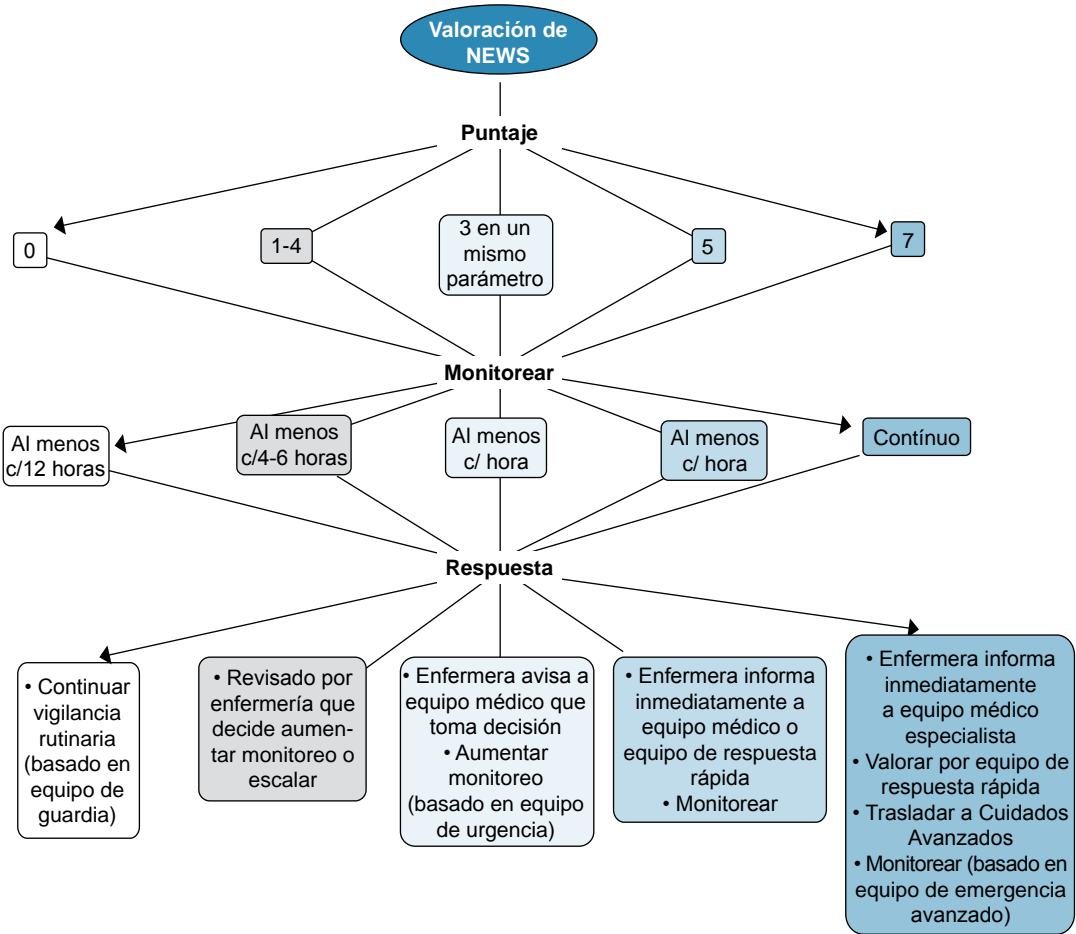 Valoración de
NEWS
Puntaje
0
1-4
3 en un
mismo
parámetro
5
7
Monitorear
Al menos
c/12 horas
Al menos
c/4-6 horas
Al menos
c/ hora
Al menos
c/ hora
Contínuo
Respuesta
• Continuar
vigilancia
rutinaria
(basado en
equipo de
guardia)
• Revisado por
enfermería que
decide aumen-
tar monitoreo o
escalar
• Enfermera avisa a
equipo médico que
toma decisión
• Aumentar
monitoreo
(basado en equipo
de urgencia)
• Enfermera informa
inmediatamente
a equipo médico o
equipo de respuesta
rápida
• Monitorear
• Enfermera informa
inmediatamente
a equipo médico
especialista
• Valorar por equipo de
respuesta rápida
• Trasladar a Cuidados
Avanzados
• Monitorear (basado en
equipo de emergencia
avanzado)